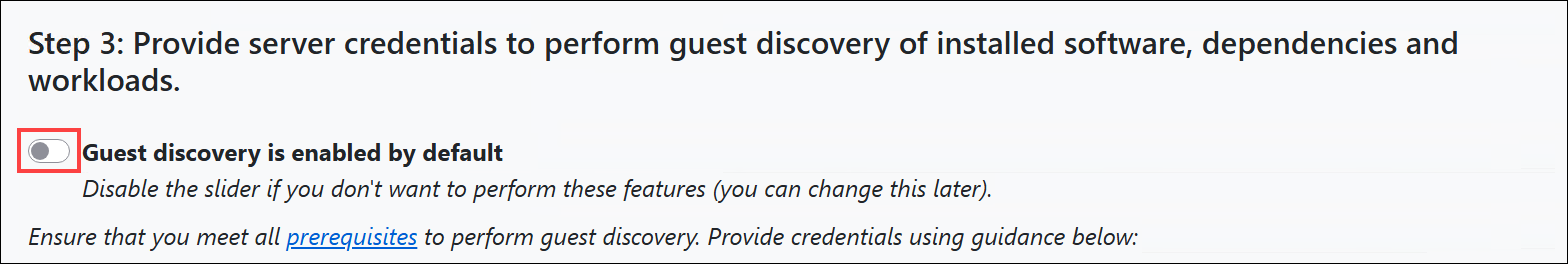 Step 3: Provide server credentials to perform guest discovery of installed software, dependencies and
workloads.
Guest discovery is enabled by default
Disable the slider if you don't want to perform these features (you can change this later).
Ensure that you meet all prerequisites to perform guest discovery. Provide credentials using guidance below: